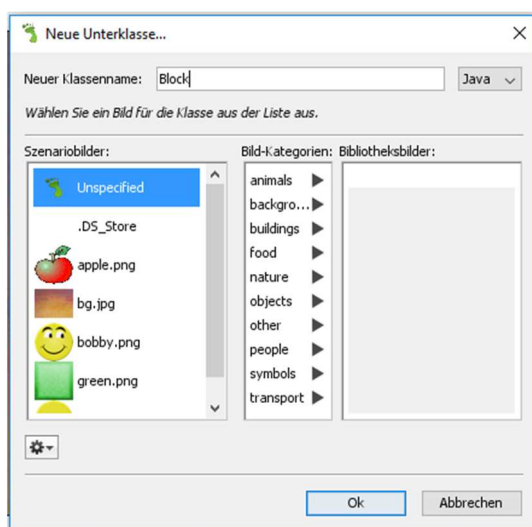 Neue Unterklasse...
Neuer Klassenname: Block Java
Wählen Sie ein Bild für die Klasse aus der Liste aus.
Szenariobilder:
Unspecified
.DS_Store
apple.png
bg.jpg
bobby.png
green.png
Bild-Kategorien:
animals
backgro...
buildings
food
nature
objects
other
people
symbols
transport
Bibliotheksbilder:
Ok Abbrechen